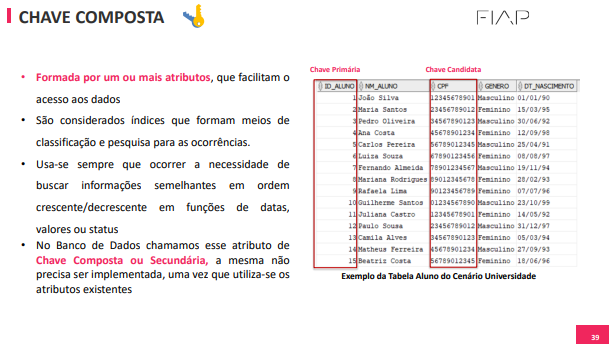 CHAVE COMPOSTA
FIAP
• Formada por um ou mais atributos, que facilitam o
acesso aos dados
• São considerados índices que formam meios de
classificação e pesquisa para as ocorrências.
• Usa-se sempre que ocorrer a necessidade de
buscar informações semelhantes em ordem
crescente/decrescente em funções de datas,
valores ou status
• No Banco de Dados chamamos esse atributo de
Chave Composta ou Secundária, a mesma não
precisa ser implementada, uma vez que utiliza-se os
atributos existentes
Chave Primária Chave Candidata
ID_ALUNO NM_ALUNO CPF GENERO DT_NASCIMENTO
1 João Silva 12345678901 Masculino 01/01/90
2 Maria Santos 23456789012 Feminino 15/03/95
3 Pedro Oliveira 34567890123 Masculino 30/06/92
4 Ana Costa 45678901234 Feminino 12/09/98
5 Carlos Pereira 56789012345 Masculino 25/04/91
6 Luiza Souza 67890123456 Feminino 08/08/97
7 Fernando Almeida 78901234567 Masculino 19/11/94
8 Mariana Rodrigues 89012345678 Feminino 28/02/93
9 Rafaela Lima 90123456789 Feminino 07/07/96
10 Guilherme Santos 01234567890 Masculino 23/10/99
11 Juliana Castro 12345678901 Feminino 14/05/92
12 Paulo Sousa 23456789012 Masculino 31/12/97
13 Camila Alves 34567890123 Feminino 05/03/94
14 Matheus Ferreira 45678901234 Masculino 27/09/93
15 Beatriz Costa 56789012345 Feminino 18/06/96
Exemplo da Tabela Aluno do Cenário Universidade
39